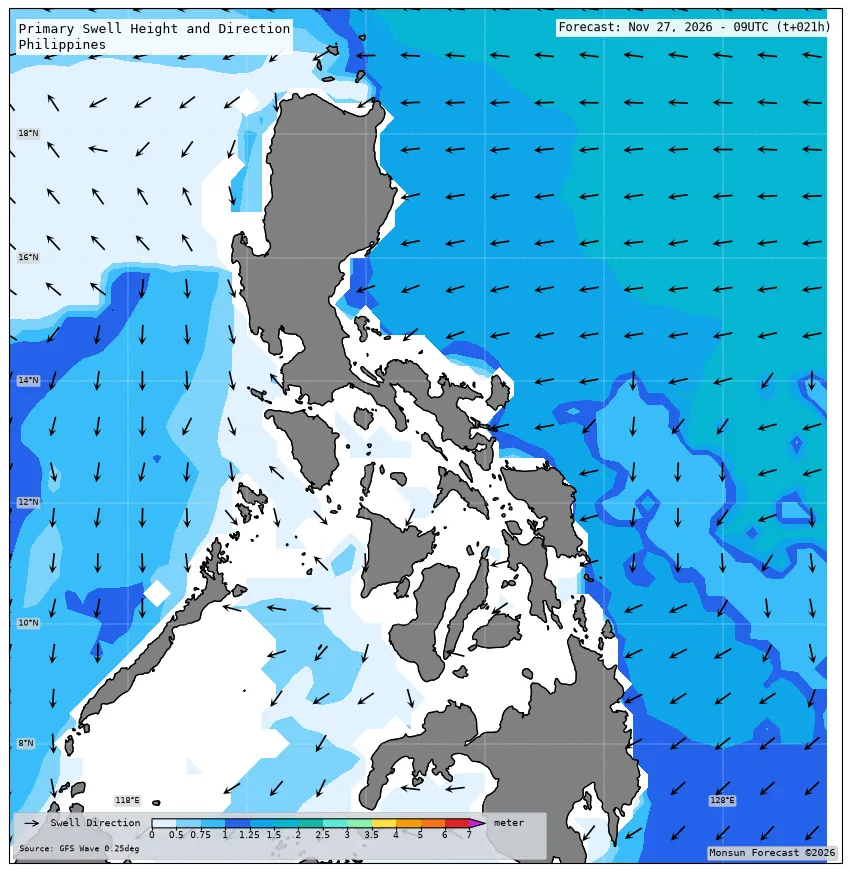 Primary Swell Height and Direction
Philippines
Forecast: Nov 27, 2026 - 09UTC (t+021h)
18°N
16°N
14°N
12°N
10°N
8°N
118°E
128°E
Swell Direction
0 0.5 0.75 1 1.25 1.5 2 2.5 3 3.5 4 5 6 7
meter
Source: GFS Wave 0.25deg
Monsun Forecast ©2026